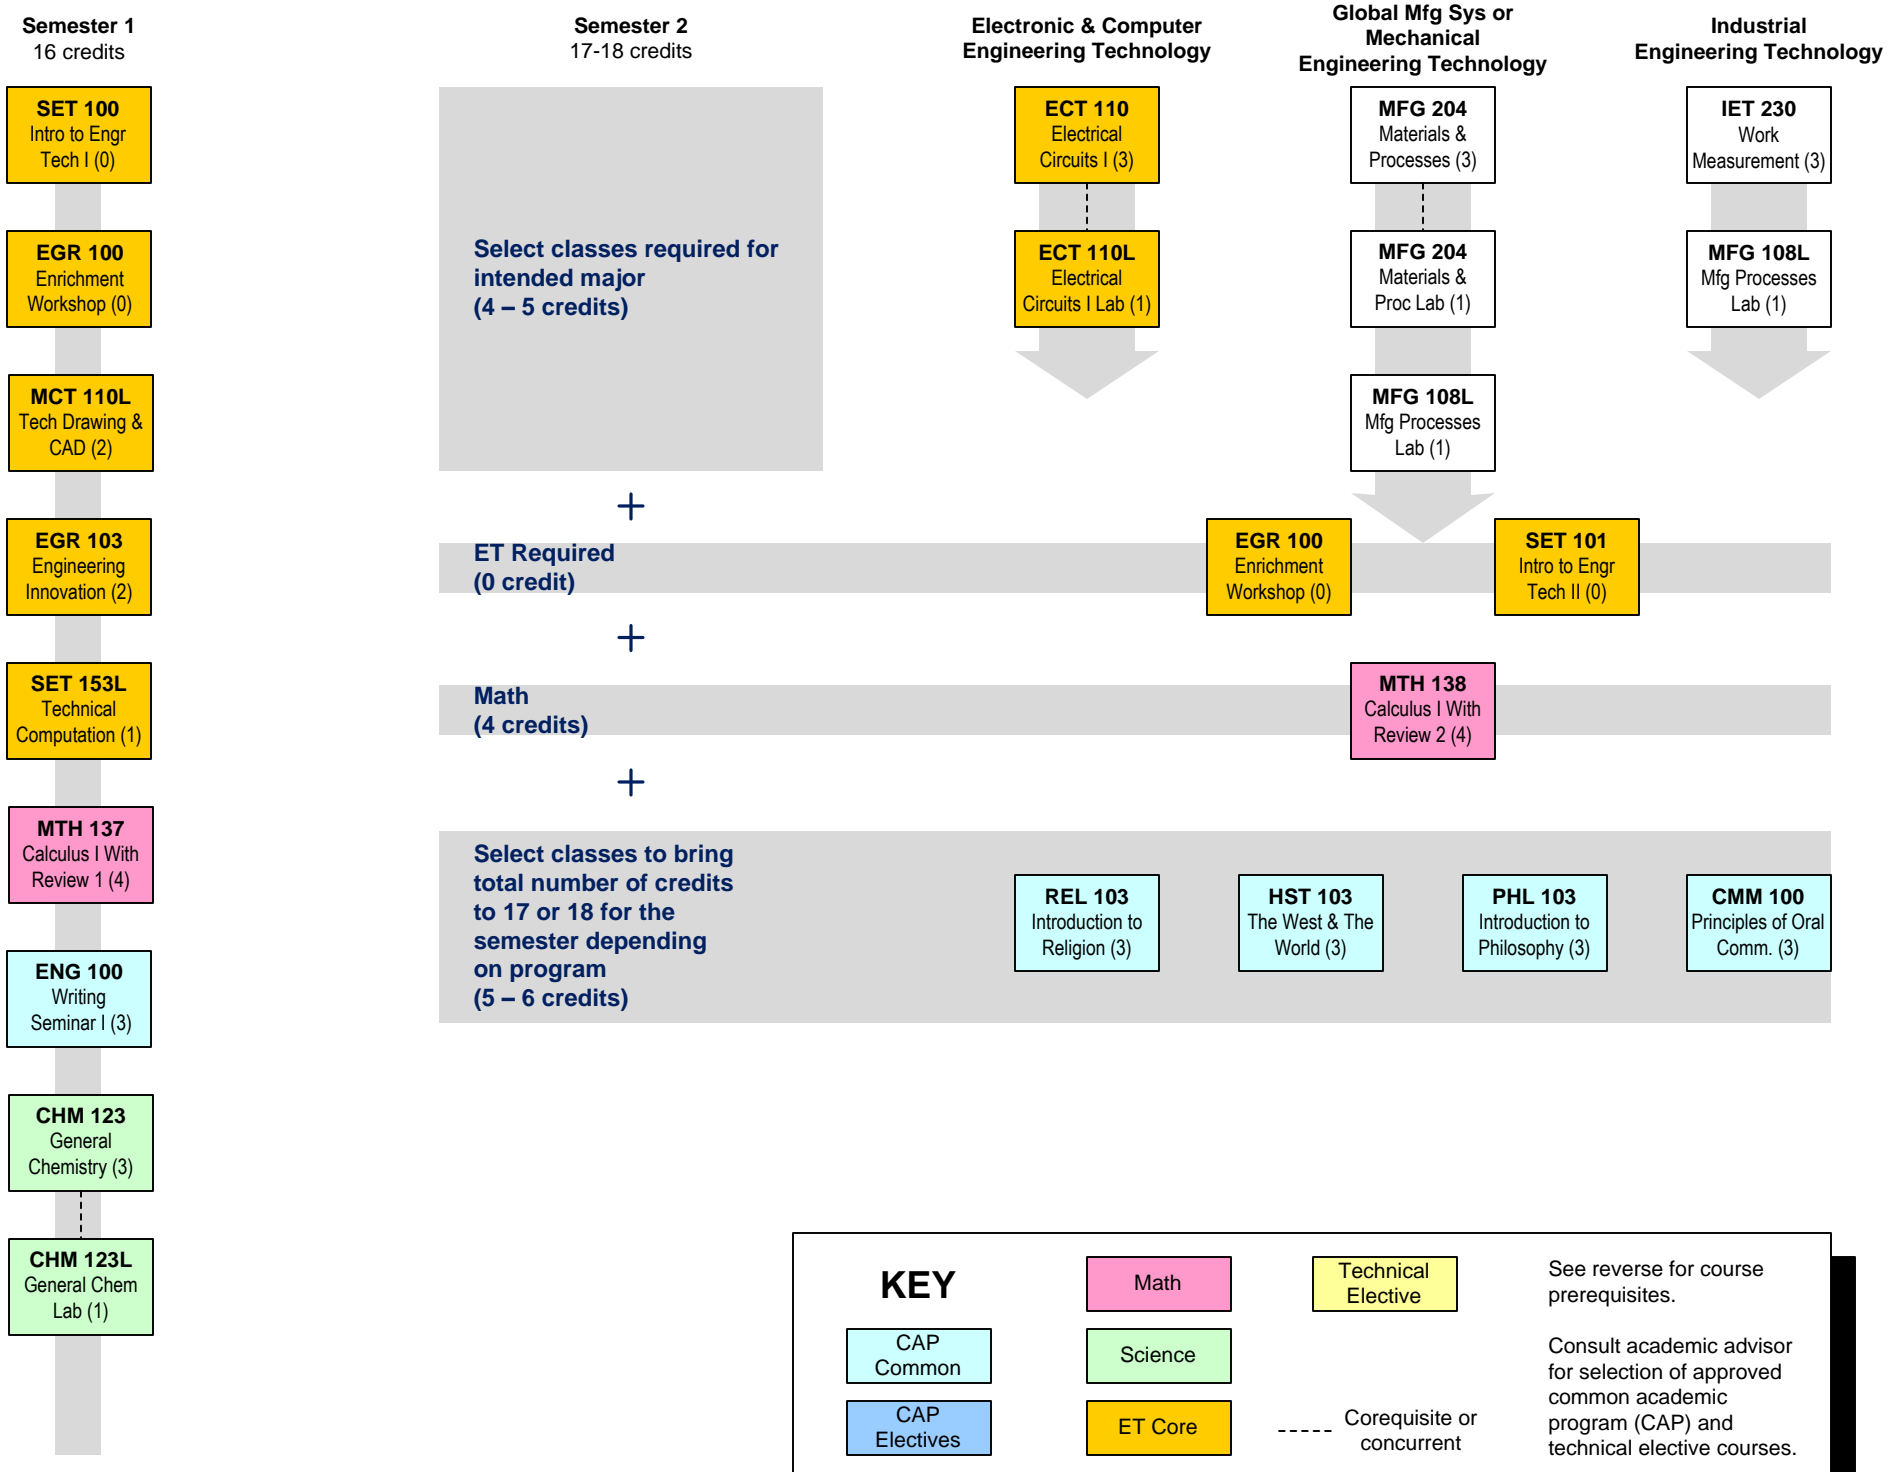 Semester 1
16 credits
SET 100
Intro to Engr
Tech I (0)
EGR 100
Enrichment
Workshop (0)
MCT 110L
Tech Drawing &
CAD (2)
EGR 103
Engineering
Innovation (2)
SET 153L
Technical
Computation (1)
MTH 137
Calculus I With
Review 1 (4)
ENG 100
Writing
Seminar I (3)
CHM 123
General
Chemistry (3)
CHM 123L
General Chem
Lab (1)
Semester 2
17-18 credits
Select classes required for
intended major
(4 – 5 credits)
+
ET Required
(0 credit)
+
Math
(4 credits)
+
Select classes to bring
total number of credits
to 17 or 18 for the
semester depending
on program
(5 – 6 credits)
Electronic & Computer
Engineering Technology
ECT 110
Electrical
Circuits I (3)
ECT 110L
Electrical
Circuits I Lab (1)
Global Mfg Sys or
Mechanical
Engineering Technology
MFG 204
Materials &
Processes (3)
MFG 204
Materials &
Proc Lab (1)
MFG 108L
Mfg Processes
Lab (1)
Industrial
Engineering Technology
IET 230
Work
Measurement (3)
MFG 108L
Mfg Processes
Lab (1)
EGR 100
Enrichment
Workshop (0)
SET 101
Intro to Engr
Tech II (0)
MTH 138
Calculus I With
Review 2 (4)
REL 103
Introduction to
Religion (3)
HST 103
The West & The
World (3)
PHL 103
Introduction to
Philosophy (3)
CMM 100
Principles of Oral
Comm. (3)
KEY
CAP
Common
CAP
Electives
Math
Science
ET Core
Technical
Elective
Corequisite or
concurrent
See reverse for course
prerequisites.
Consult academic advisor
for selection of approved
common academic
program (CAP) and
technical elective courses.